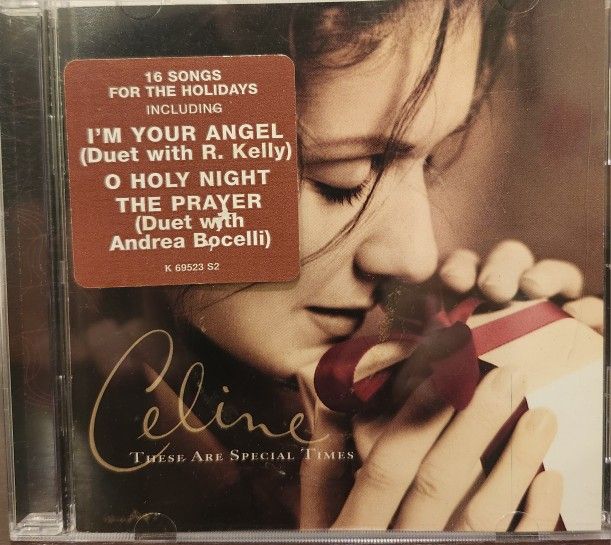 16 SONGS
FOR THE HOLIDAYS
INCLUDING
I'M YOUR ANGEL
(Duet with R. Kelly)
O HOLY NIGHT
THE PRAYER
(Duet with
Andrea Bocelli)
K 69523 S2
Celine
THESE ARE SPECIAL TIMES